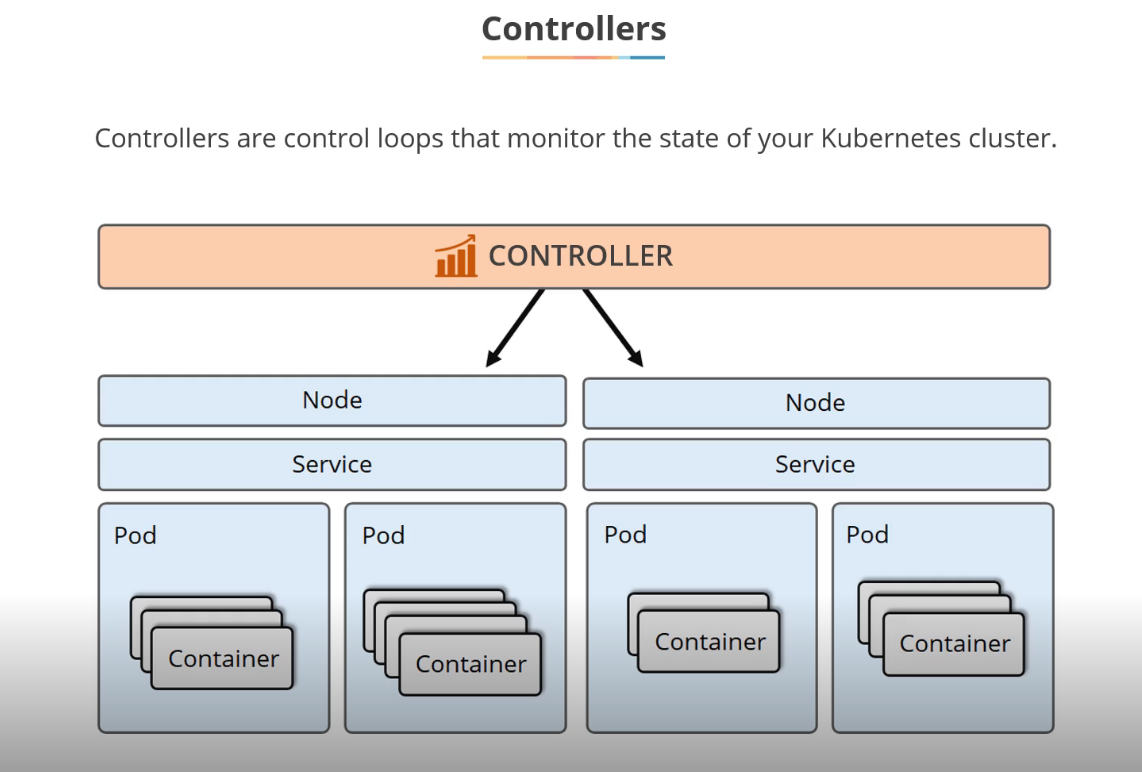 Controllers
Controllers are control loops that monitor the state of your Kubernetes cluster.
CONTROLLER
Node
Node
Service
Service
Pod
Pod
Pod
Pod
Container
Container
Container
Container